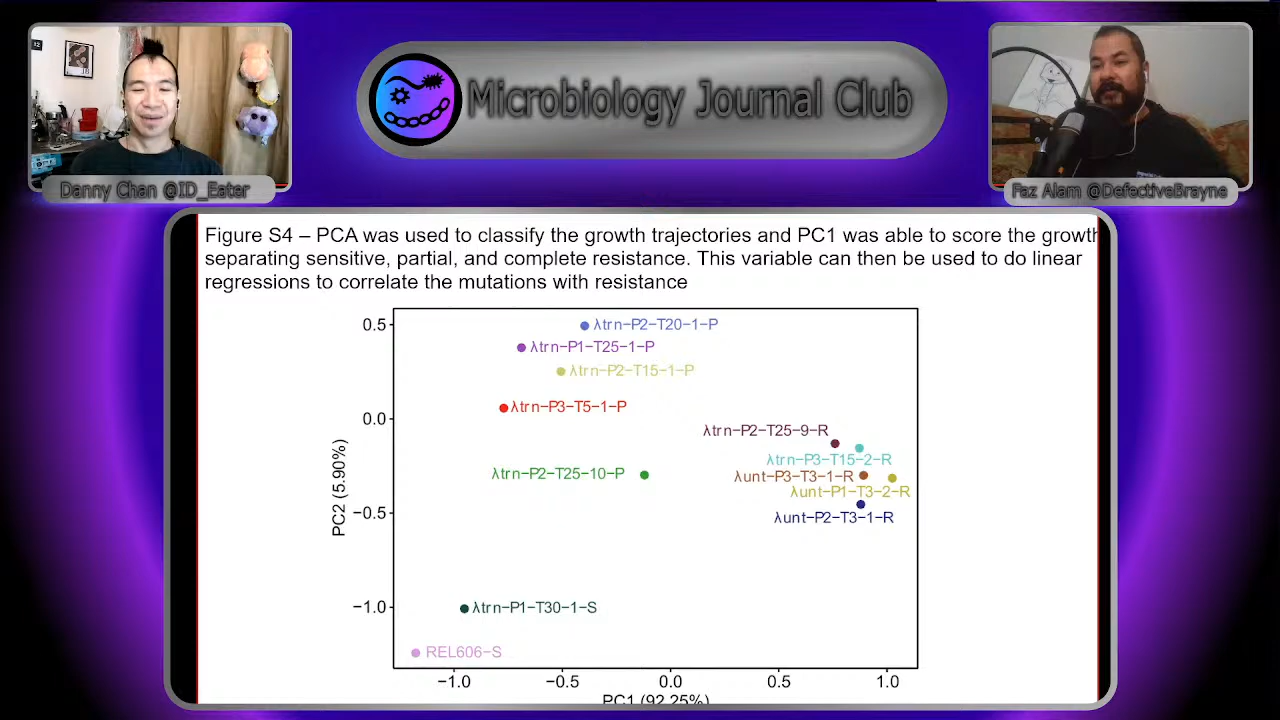 Microbiology Journal Club
Danny Chan @ID_Eater
Faz Alam @DefectiveBrayne
Figure S4 – PCA was used to classify the growth trajectories and PC1 was able to score the growth
separating sensitive, partial, and complete resistance. This variable can then be used to do linear
regressions to correlate the mutations with resistance
0.5
λtrn−P2−T20−1−P
λtrn−P1−T25−1−P
λtrn−P2−T15−1−P
0.0
λtrn−P3−T5−1−P
λtrn−P2−T25−9−R
λtrn−P3−T15−2−R
λtrn−P2−T25−10−P
λunt−P3−T3−1−R
λunt−P1−T3−2−R
PC2 (5.90%)
−0.5
λunt−P2−T3−1−R
−1.0
λtrn−P1−T30−1−S
REL606−S
−1.0 −0.5 0.0 0.5 1.0
PC1 (92.25%)